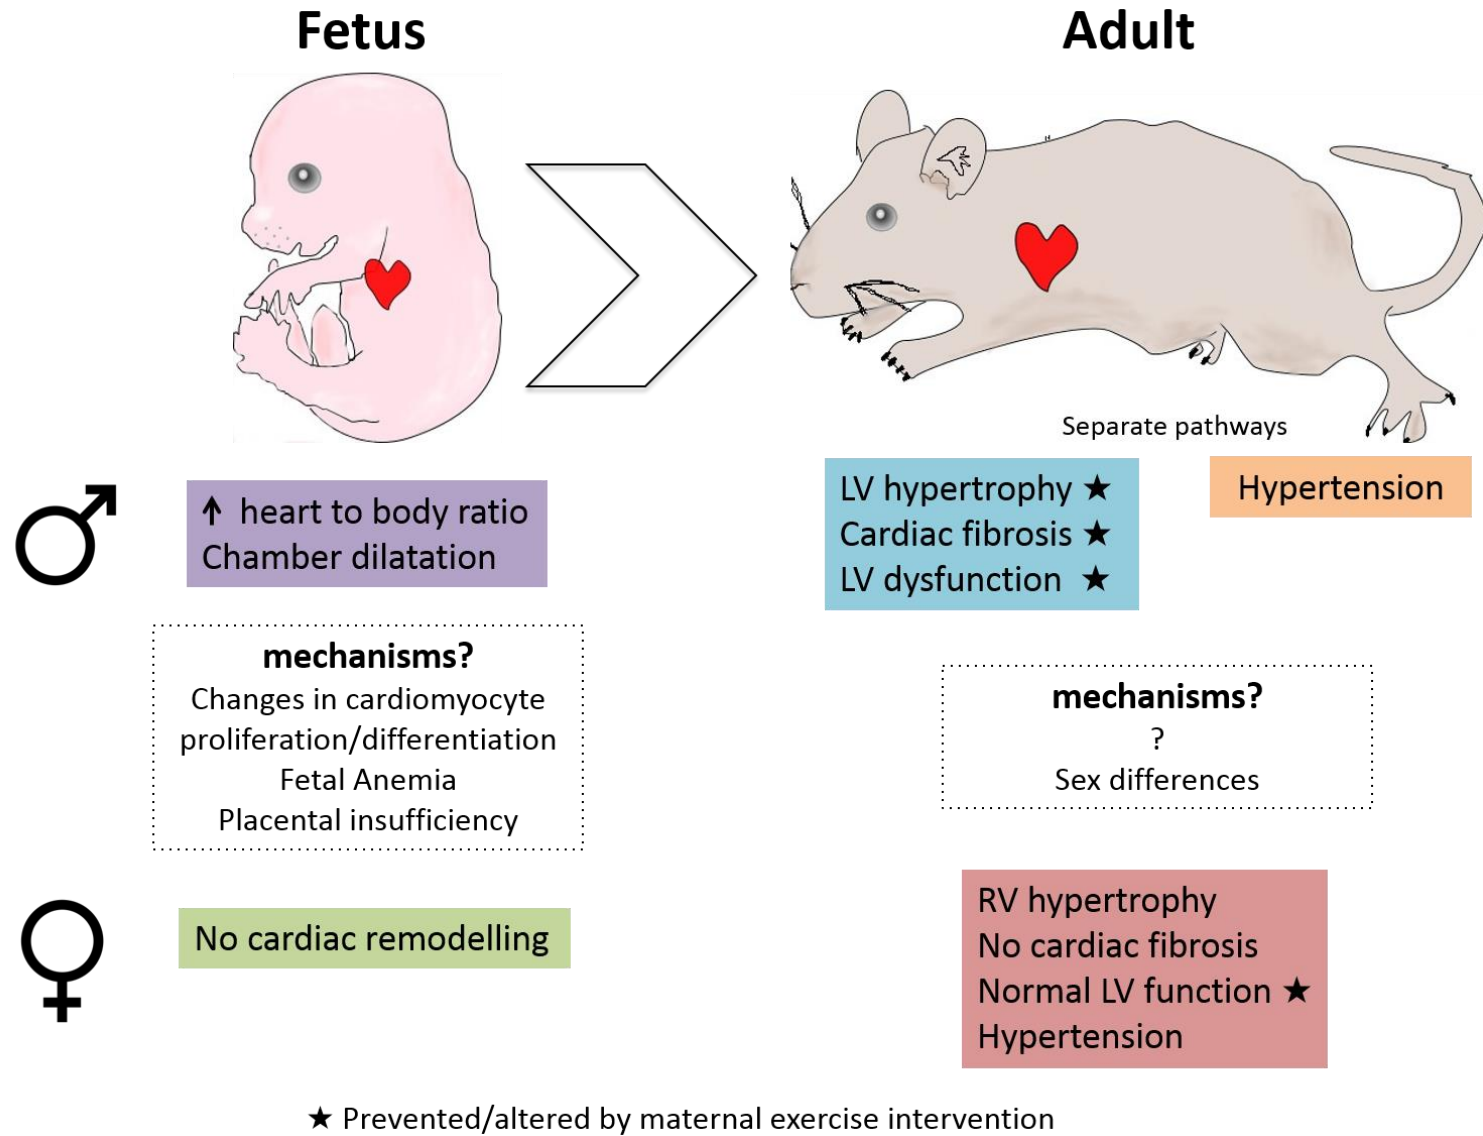 Fetus
Adult
Separate pathways
↑ heart to body ratio
Chamber dilatation
LV hypertrophy ★
Cardiac fibrosis ★
LV dysfunction ★
Hypertension
mechanisms?
Changes in cardiomyocyte
proliferation/differentiation
Fetal Anemia
Placental insufficiency
mechanisms?
?
Sex differences
No cardiac remodelling
RV hypertrophy
No cardiac fibrosis
Normal LV function ★
Hypertension
★ Prevented/altered by maternal exercise intervention